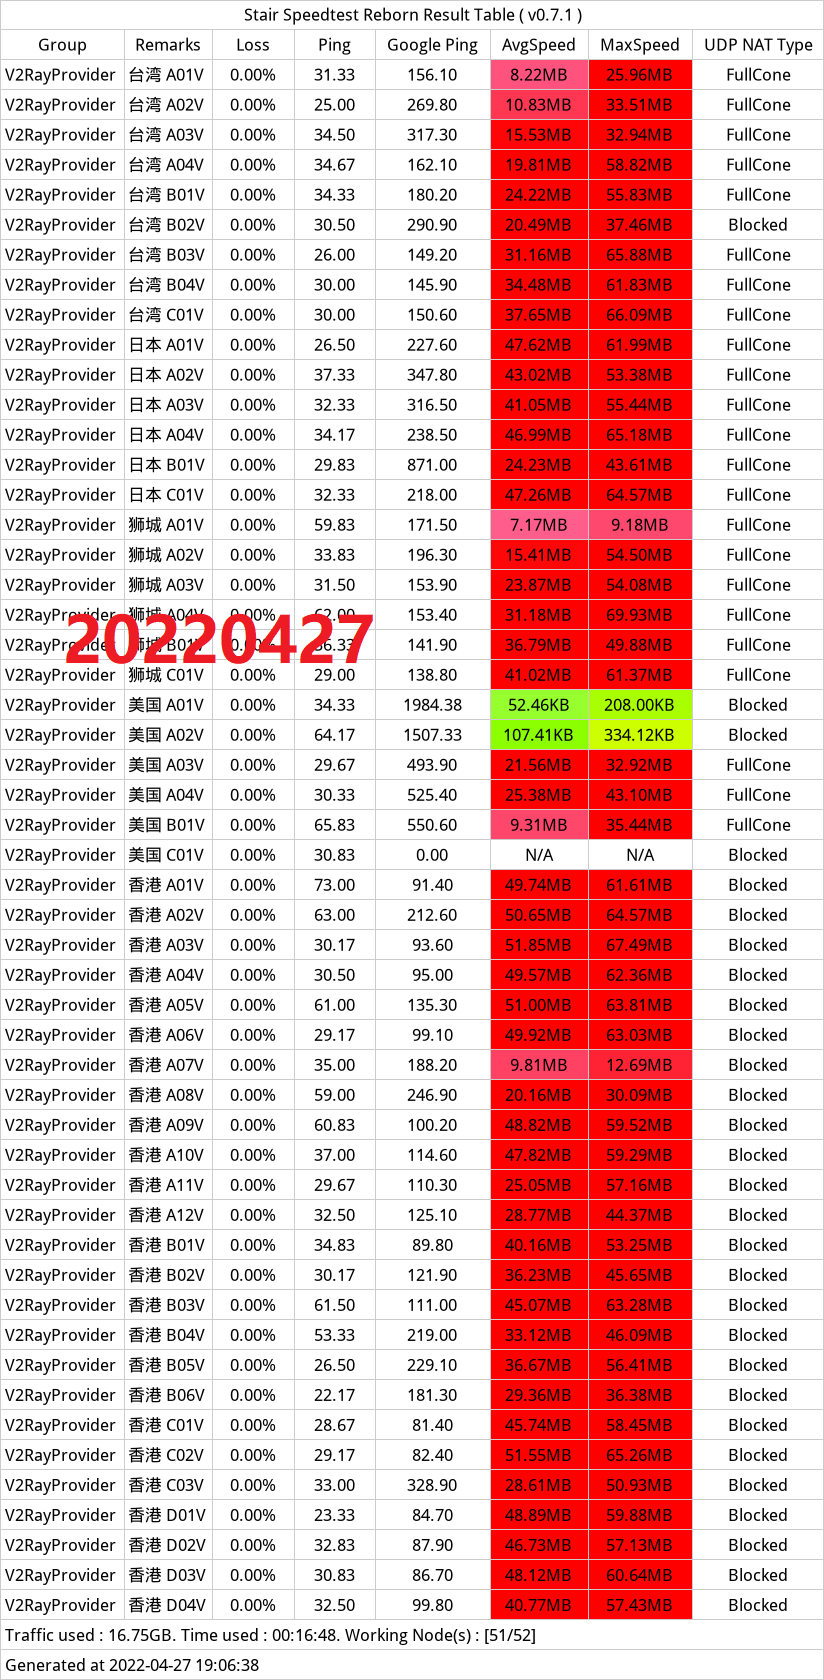 Stair Speedtest Reborn Result Table ( v0.7.1 )
Group Remarks Loss Ping Google Ping AvgSpeed MaxSpeed UDP NAT Type
V2RayProvider 台湾 A01V 0.00% 31.33 156.10 8.22MB 25.96MB FullCone
V2RayProvider 台湾 A02V 0.00% 25.00 269.80 10.83MB 33.51MB FullCone
V2RayProvider 台湾 A03V 0.00% 34.50 317.30 15.53MB 32.94MB FullCone
V2RayProvider 台湾 A04V 0.00% 34.67 162.10 19.81MB 58.82MB FullCone
V2RayProvider 台湾 B01V 0.00% 34.33 180.20 24.22MB 55.83MB FullCone
V2RayProvider 台湾 B02V 0.00% 30.50 290.90 20.49MB 37.46MB Blocked
V2RayProvider 台湾 B03V 0.00% 26.00 149.20 31.16MB 65.88MB FullCone
V2RayProvider 台湾 B04V 0.00% 30.00 145.90 34.48MB 61.83MB FullCone
V2RayProvider 台湾 C01V 0.00% 30.00 150.60 37.65MB 66.09MB FullCone
V2RayProvider 日本 A01V 0.00% 26.50 227.60 47.62MB 61.99MB FullCone
V2RayProvider 日本 A02V 0.00% 37.33 347.80 43.02MB 53.38MB FullCone
V2RayProvider 日本 A03V 0.00% 32.33 316.50 41.05MB 55.44MB FullCone
V2RayProvider 日本 A04V 0.00% 34.17 238.50 46.99MB 65.18MB FullCone
V2RayProvider 日本 B01V 0.00% 29.83 871.00 24.23MB 43.61MB FullCone
V2RayProvider 日本 C01V 0.00% 32.33 218.00 47.26MB 64.57MB FullCone
V2RayProvider 狮城 A01V 0.00% 59.83 171.50 7.17MB 9.18MB FullCone
V2RayProvider 狮城 A02V 0.00% 33.83 196.30 15.41MB 54.50MB FullCone
V2RayProvider 狮城 A03V 0.00% 31.50 153.90 23.87MB 54.08MB FullCone
V2RayProvider 狮城 A04V 0.00% 62.00 153.40 31.18MB 69.93MB FullCone
20220427
V2RayProvider 狮城 B01V 0.00% 36.33 141.90 36.79MB 49.88MB FullCone
V2RayProvider 狮城 C01V 0.00% 29.00 138.80 41.02MB 61.37MB FullCone
V2RayProvider 美国 A01V 0.00% 34.33 1984.38 52.46KB 208.00KB Blocked
V2RayProvider 美国 A02V 0.00% 64.17 1507.33 107.41KB 334.12KB Blocked
V2RayProvider 美国 A03V 0.00% 29.67 493.90 21.56MB 32.92MB FullCone
V2RayProvider 美国 A04V 0.00% 30.33 525.40 25.38MB 43.10MB FullCone
V2RayProvider 美国 B01V 0.00% 65.83 550.60 9.31MB 35.44MB FullCone
V2RayProvider 美国 C01V 0.00% 30.83 0.00 N/A N/A Blocked
V2RayProvider 香港 A01V 0.00% 73.00 91.40 49.74MB 61.61MB Blocked
V2RayProvider 香港 A02V 0.00% 63.00 212.60 50.65MB 64.57MB Blocked
V2RayProvider 香港 A03V 0.00% 30.17 93.60 51.85MB 67.49MB Blocked
V2RayProvider 香港 A04V 0.00% 30.50 95.00 49.57MB 62.36MB Blocked
V2RayProvider 香港 A05V 0.00% 61.00 135.30 51.00MB 63.81MB Blocked
V2RayProvider 香港 A06V 0.00% 29.17 99.10 49.92MB 63.03MB Blocked
V2RayProvider 香港 A07V 0.00% 35.00 188.20 9.81MB 12.69MB Blocked
V2RayProvider 香港 A08V 0.00% 59.00 246.90 20.16MB 30.09MB Blocked
V2RayProvider 香港 A09V 0.00% 60.83 100.20 48.82MB 59.52MB Blocked
V2RayProvider 香港 A10V 0.00% 37.00 114.60 47.82MB 59.29MB Blocked
V2RayProvider 香港 A11V 0.00% 29.67 110.30 25.05MB 57.16MB Blocked
V2RayProvider 香港 A12V 0.00% 32.50 125.10 28.77MB 44.37MB Blocked
V2RayProvider 香港 B01V 0.00% 34.83 89.80 40.16MB 53.25MB Blocked
V2RayProvider 香港 B02V 0.00% 30.17 121.90 36.23MB 45.65MB Blocked
V2RayProvider 香港 B03V 0.00% 61.50 111.00 45.07MB 63.28MB Blocked
V2RayProvider 香港 B04V 0.00% 53.33 219.00 33.12MB 46.09MB Blocked
V2RayProvider 香港 B05V 0.00% 26.50 229.10 36.67MB 56.41MB Blocked
V2RayProvider 香港 B06V 0.00% 22.17 181.30 29.36MB 36.38MB Blocked
V2RayProvider 香港 C01V 0.00% 28.67 81.40 45.74MB 58.45MB Blocked
V2RayProvider 香港 C02V 0.00% 29.17 82.40 51.55MB 65.26MB Blocked
V2RayProvider 香港 C03V 0.00% 33.00 328.90 28.61MB 50.93MB Blocked
V2RayProvider 香港 D01V 0.00% 23.33 84.70 48.89MB 59.88MB Blocked
V2RayProvider 香港 D02V 0.00% 32.83 87.90 46.73MB 57.13MB Blocked
V2RayProvider 香港 D03V 0.00% 30.83 86.70 48.12MB 60.64MB Blocked
V2RayProvider 香港 D04V 0.00% 32.50 99.80 40.77MB 57.43MB Blocked
Traffic used : 16.75GB. Time used : 00:16:48. Working Node(s) : [51/52]
Generated at 2022-04-27 19:06:38